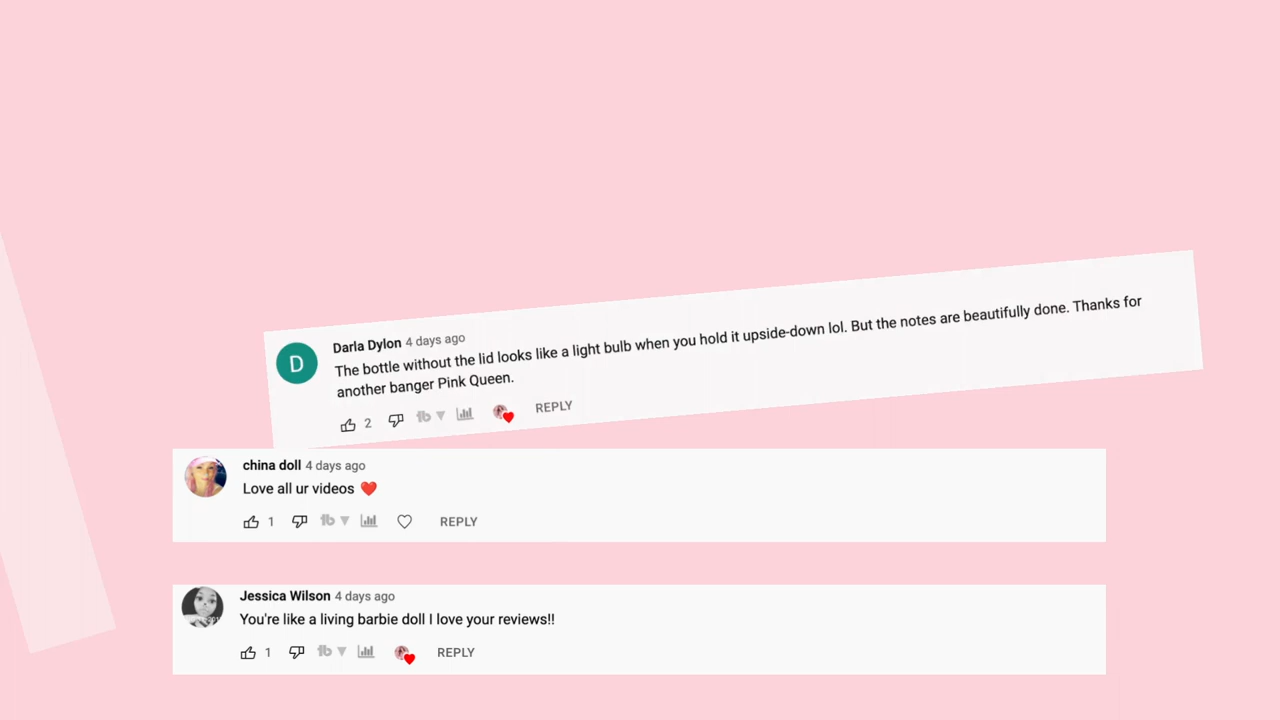 D
Darla Dylon 4 days ago
The bottle without the lid looks like a light bulb when you hold it upside-down lol. But the notes are beautifully done. Thanks for
another banger Pink Queen.
2 tb REPLY
china doll 4 days ago
Love all ur videos ❤️
1 tb REPLY
Jessica Wilson 4 days ago
You're like a living barbie doll I love your reviews!!
1 tb REPLY